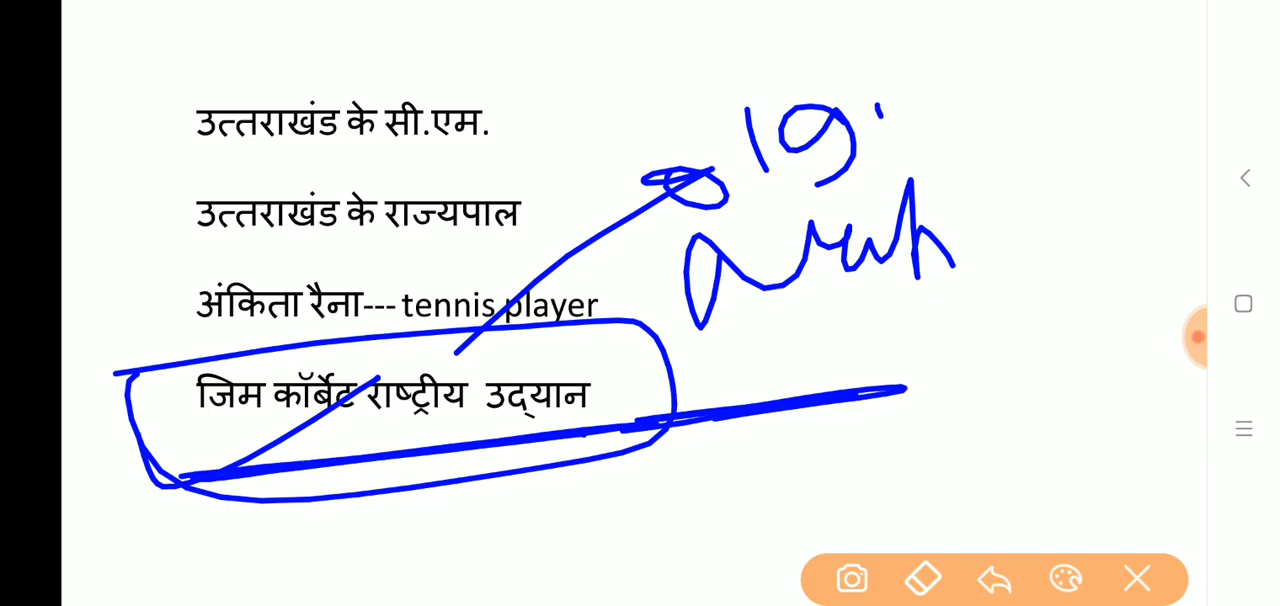 उत्तराखंड के सी.एम.
उत्तराखंड के राज्यपाल
अंकिता रैना---tennis player
जिम कॉर्बेट राष्ट्रीय उद्यान
19